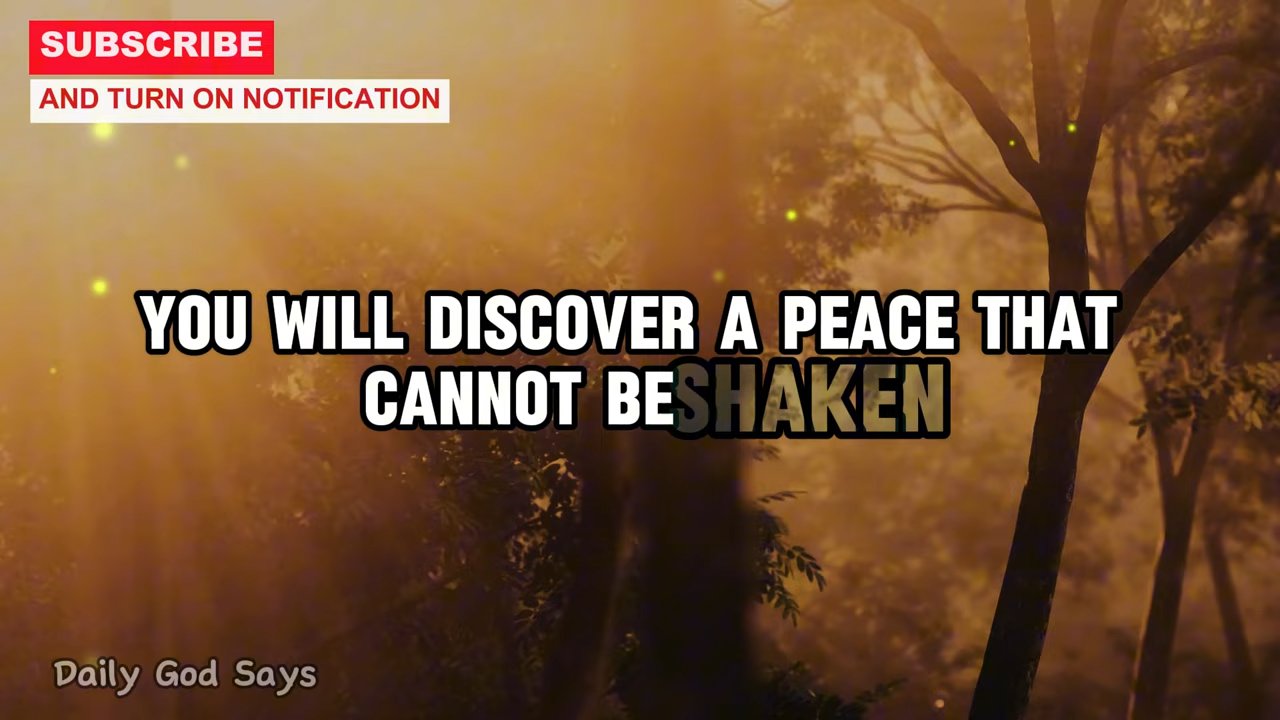 SUBSCRIBE
AND TURN ON NOTIFICATION
YOU WILL DISCOVER A PEACE THAT
CANNOT BE SHAKEN
Daily God Says